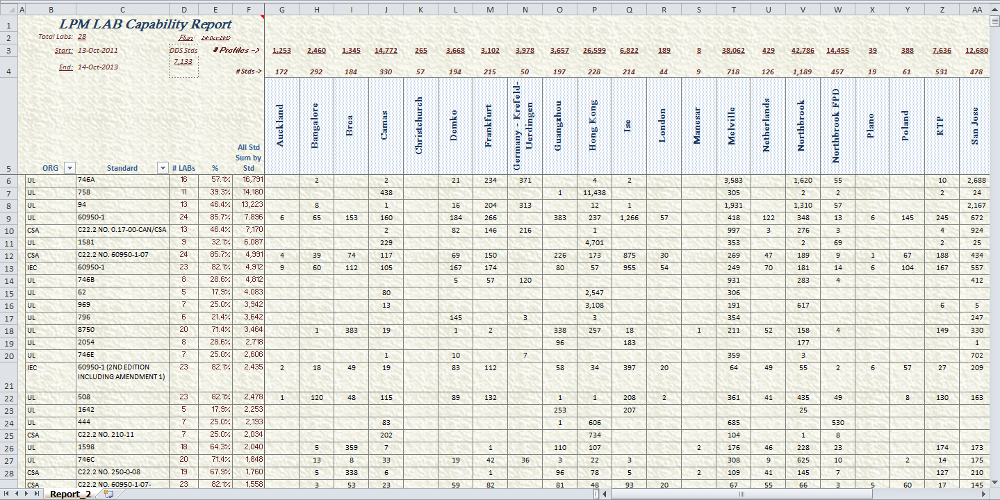 A B C D E F G H I J K L M N O P Q R S T U V W X Y Z AA
1 LPM LAB Capability Report
2 Total Labs: 28 Run: 24-Oct-2013
3 Start: 13-Oct-2011 DDS Stds # Profiles -> 1,253 2,460 1,345 14,772 265 3,668 3,102 3,978 3,657 26,599 6,822 189 8 38,062 429 42,786 14,455 39 388 7,636 12,680
7,133
4 End: 14-Oct-2013 # Stds -> 172 292 184 330 57 194 215 50 197 228 214 44 9 718 126 1,189 457 19 61 531 478
5 ORG Standard # LABs % All Std Sum by Std Auckland Bangalore Brea Camas Christchurch Demko Frankfurt Germany - Krefeld-Uerdingen Guangzhou Hong Kong Ise London Manesar Melville Netherlands Northbrook Northbrook FPD Plano Poland RTP San Jose
6 UL 746A 16 57.1% 16,791 2 2 21 234 371 4 2 3,583 1,620 55 10 2,688
7 UL 758 11 39.3% 14,180 438 1 11,438 305 2 2 2 24
8 UL 94 13 46.4% 13,223 8 1 16 204 313 12 1 1,931 1,310 57 2,167
9 UL 60950-1 24 85.7% 7,896 6 65 153 160 184 266 383 237 1,266 57 418 122 348 13 6 145 245 672
10 CSA C22.2 NO. 0.17-00-CAN/CSA 13 46.4% 7,170 2 82 146 216 1 997 3 276 3 4 924
11 UL 1581 9 32.1% 6,087 229 4,701 353 2 69 2 25
12 CSA C22.2 NO. 60950-1-07 24 85.7% 4,991 4 39 74 117 69 150 226 173 875 30 269 47 189 9 1 67 188 434
13 IEC 60950-1 23 82.1% 4,912 9 60 112 105 167 174 80 57 955 54 249 70 181 14 6 104 167 557
14 UL 746B 8 28.6% 4,812 5 57 120 931 283 4 412
15 UL 62 5 17.9% 4,083 80 2,547 306
16 UL 969 7 25.0% 3,942 13 3,108 191 617 6 5
17 UL 796 6 21.4% 3,642 145 3 3 354 247
18 UL 8750 20 71.4% 3,464 1 383 19 1 2 338 257 18 1 211 52 158 4 149 330
19 UL 2054 8 28.6% 2,718 96 183 177 1
20 UL 746E 7 25.0% 2,606 1 10 7 359 3 702
21 IEC 60950-1 (2ND EDITION 23 82.1% 2,435 2 18 49 19 83 112 58 34 397 20 64 49 55 2 6 57 27 209
INCLUDING AMENDMENT 1)
22 UL 508 23 82.1% 2,478 1 120 48 115 89 132 1 1 208 2 361 41 435 49 8 130 163
23 UL 1642 5 17.9% 2,253 253 207 25
24 UL 444 7 25.0% 2,193 83 1 606 685 530
25 CSA C22.2 NO. 210-11 7 25.0% 2,034 202 734 104 1 8
26 UL 1598 18 64.3% 2,040 5 359 7 1 110 107 2 176 46 228 23 174 173
27 UL 746C 20 71.4% 1,848 13 8 33 19 42 36 3 22 3 308 9 625 10 2 14 175
28 CSA C22.2 NO. 250-0-08 19 67.9% 1,760 5 338 6 1 96 78 5 2 109 41 145 7 127 210
CSA C22.2 NO. 60950-1-07- 23 82.1% 1,558 3 53 23 59 82 81 48 93 20 67 55 66 3 5 60 17 145
Report_2